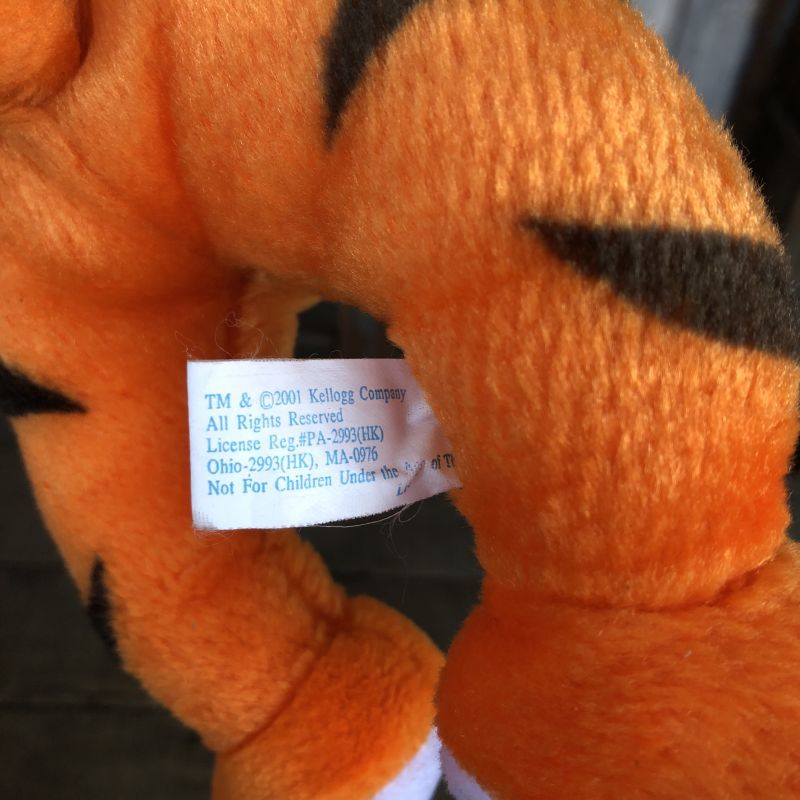 TM & ©2001 Kellogg Company
All Rights Reserved
License Reg.#PA-2993(HK)
Ohio-2993(HK), MA-0976
Not For Children Under the of